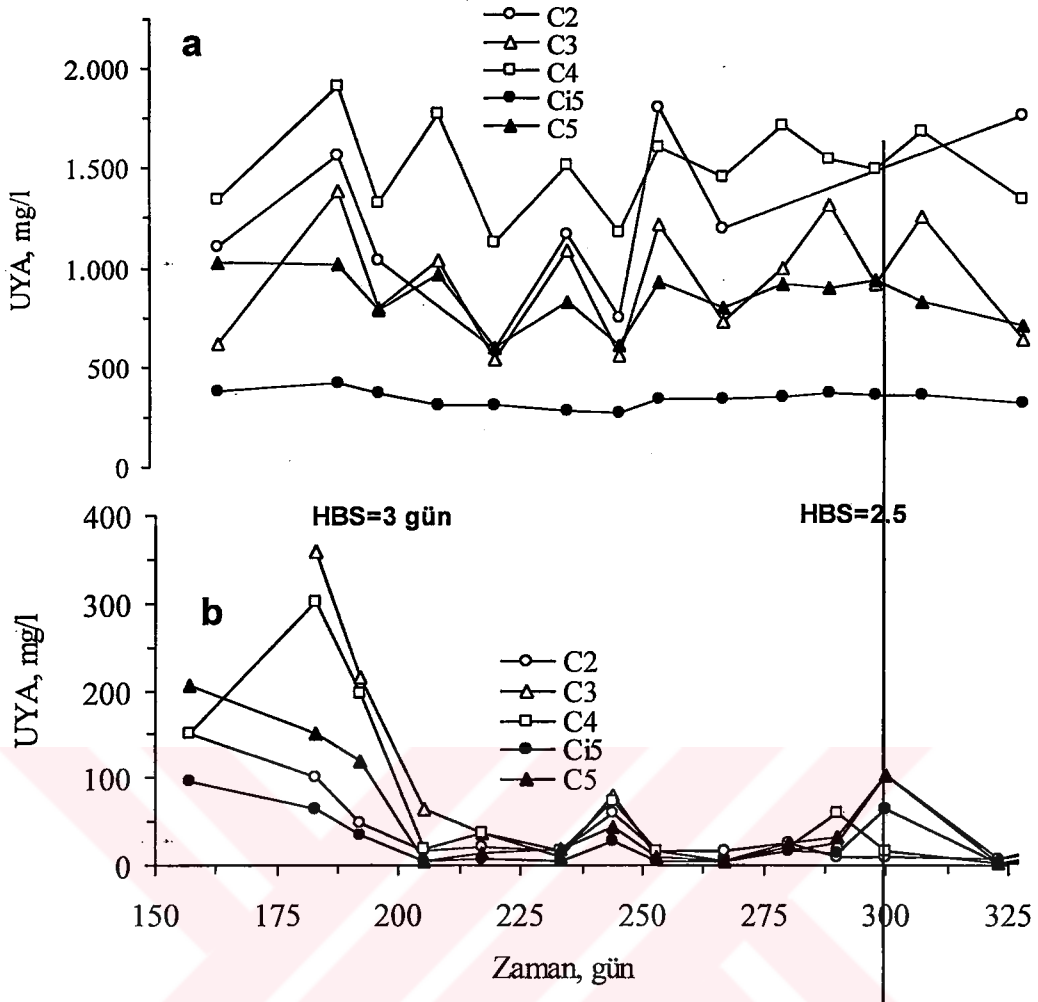 a
C2
C3
C4
Ci5
C5
UYA, mg/l
2.000
1.500
1.000
500
0
HBS=3 gün
HBS=2.5
b
C2
C3
C4
Ci5
C5
UYA, mg/l
400
300
200
100
0
150 175 200 225 250 275 300 325
Zaman, gün